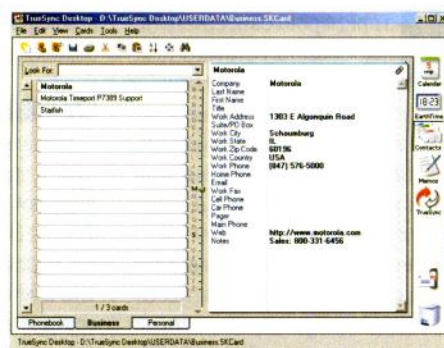 TrueSync Desktop - D:\TrueSync Desktop\USERDATA\Business.SKCard
File Edit View Cards Tools Help
Look For:
Motorola
Motorola Timeport P7389 Support
Starfish
1 / 3 cards
Phonebook Business Personal
Motorola
Company Motorola
Last Name
First Name
Title
Work Address 1303 E Algonquin Road
Suite/PO Box
Work City Schaumburg
Work State IL
Work Zip Code 60196
Work Country USA
Work Phone (847) 576-5000
Home Phone
Email
Work Fax
Cell Phone
Car Phone
Pager
Main Phone
Web http://www.motorola.com
Notes Sales: 800-331-6456
Calendar
18:23
EarthTime
Contacts
Memos
TrueSync
TrueSync Desktop - D:\TrueSync Desktop\USERDATA\Business.SKCard